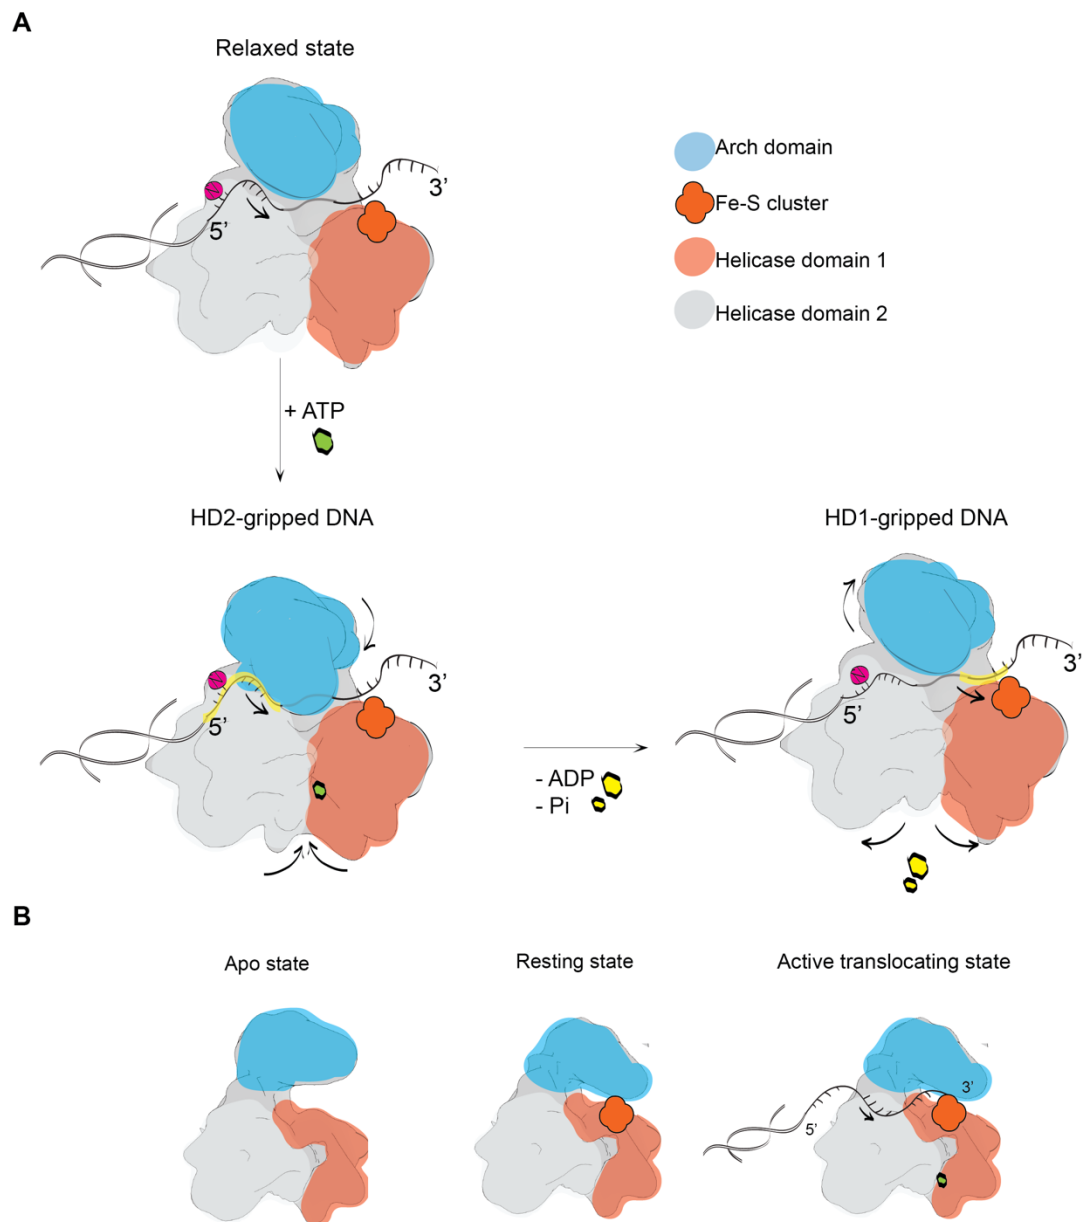 A
Relaxed state
Arch domain
Fe-S cluster
Helicase domain 1
Helicase domain 2
3’
5’
+ ATP
HD2-gripped DNA
HD1-gripped DNA
3’
5’
3’
5’
- ADP
- Pi
B
Apo state
Resting state
Active translocating state
3’
5’